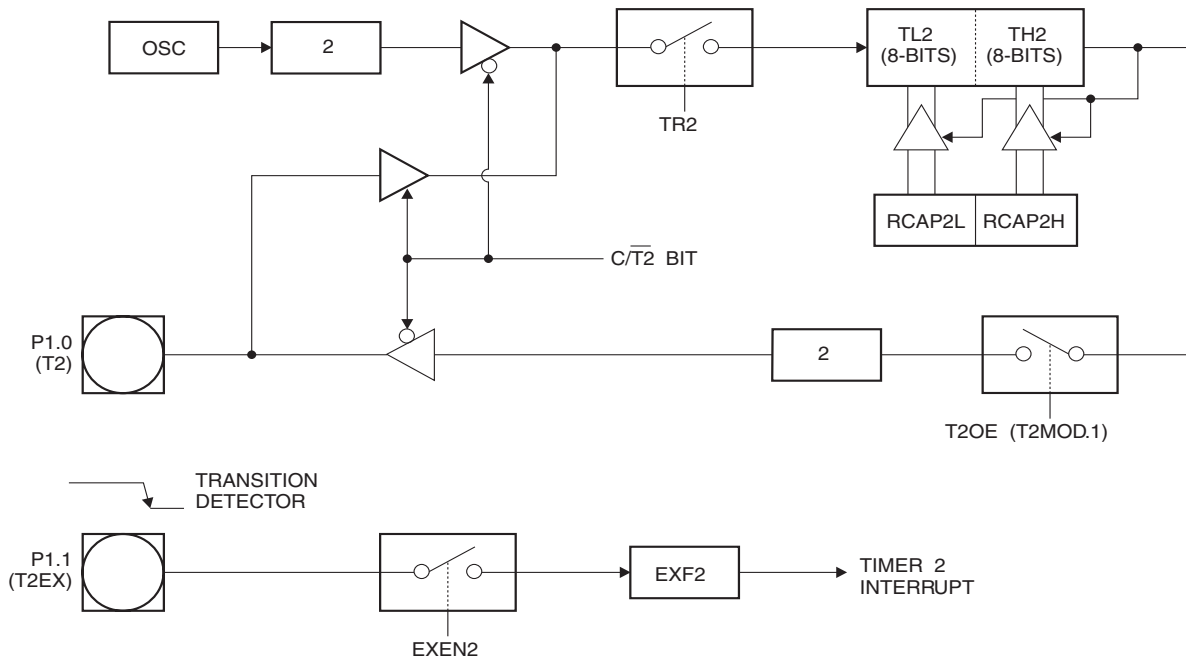 OSC
2
TL2
(8-BITS)
TH2
(8-BITS)
TR2
RCAP2L
RCAP2H
C/T̅2̅ BIT
P1.0
(T2)
2
T2OE (T2MOD.1)
TRANSITION
DETECTOR
P1.1
(T2EX)
EXF2
TIMER 2
INTERRUPT
EXEN2